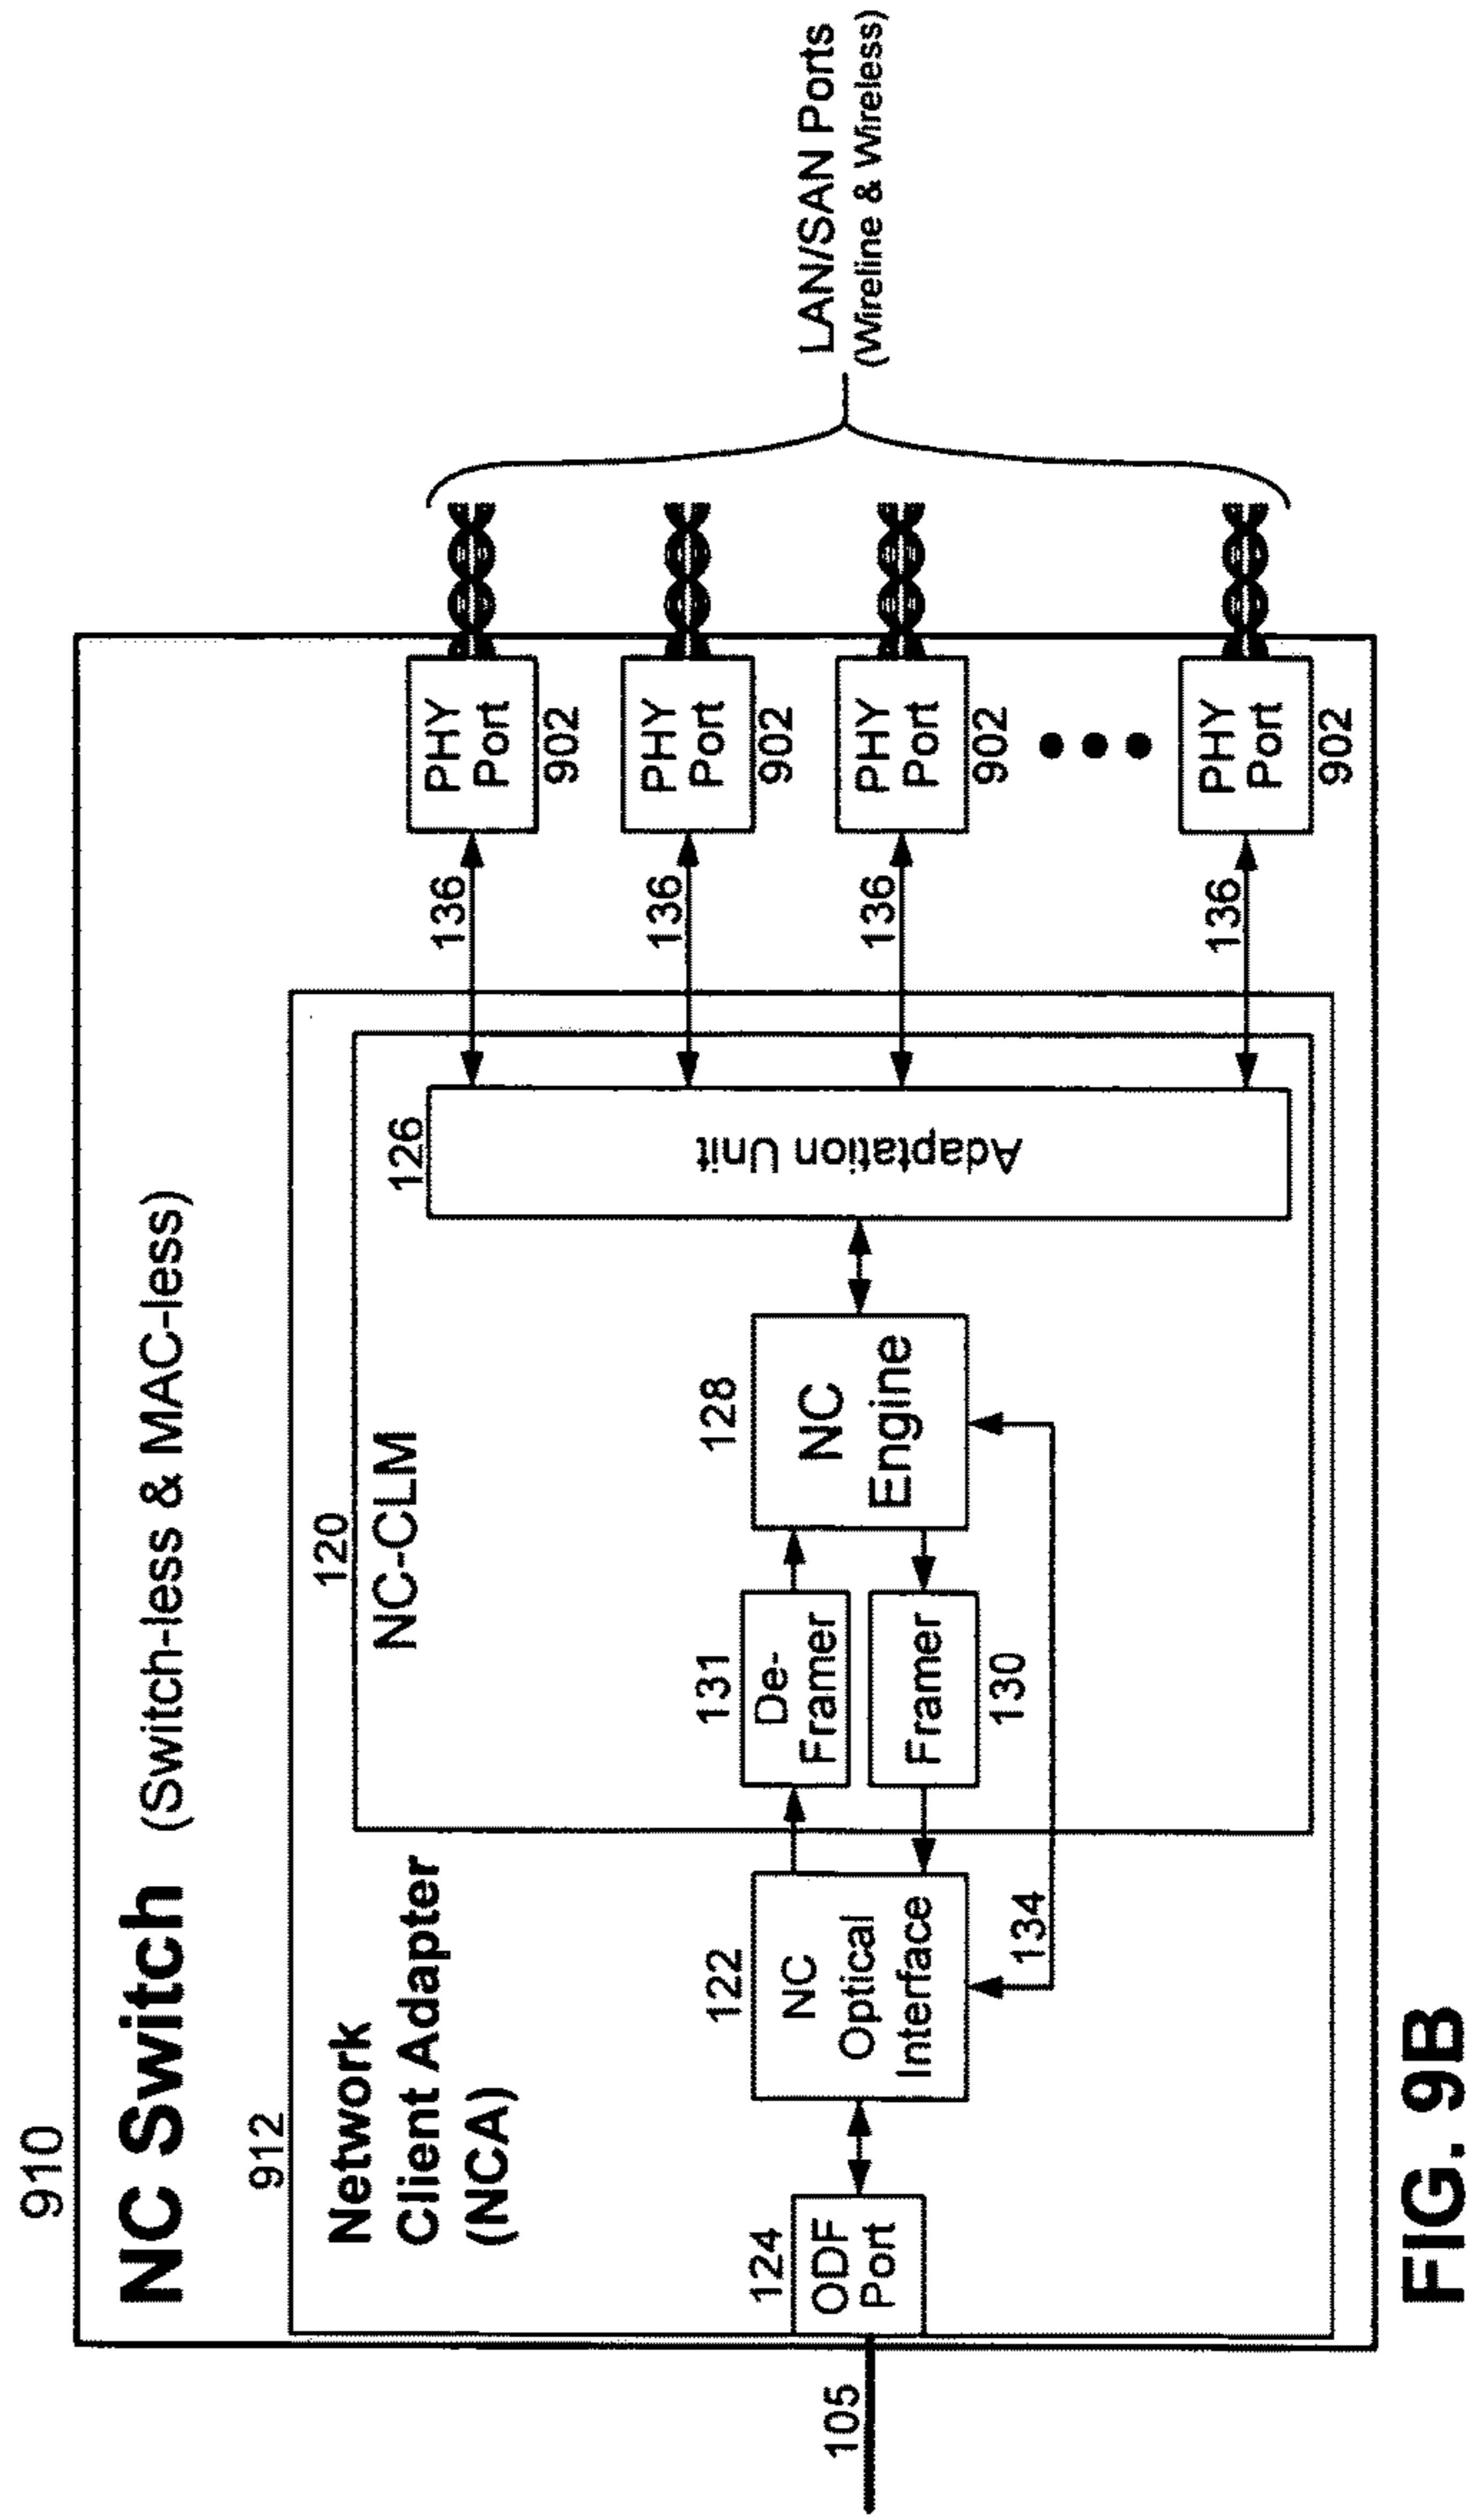 910
NC Switch (Switch-less & MAC-less)
912
Network
Client Adapter
(NCA)
120
NC-CLM
105
124
ODF
Port
122
NC
Optical
Interface
131
De-
Framer
Framer
130
134
128
NC
Engine
126
Adaptation Unit
136
136
136
136
PHY
Port
902
PHY
Port
902
PHY
Port
902
PHY
Port
902
LAN/SAN Ports
(Wireline & Wireless)
FIG. 9B